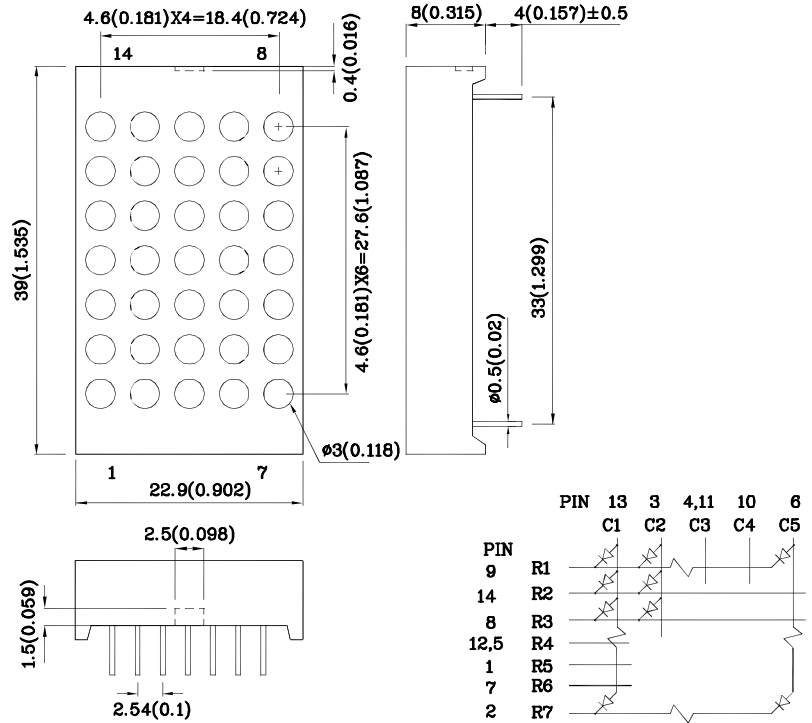 4.6(0.181)X4=18.4(0.724)
14
8
0.4(0.016)
8(0.315)
4(0.157)±0.5
39(1.535)
4.6(0.181)X6=27.6(1.087)
33(1.299)
ø0.5(0.02)
ø3(0.118)
1
7
22.9(0.902)
2.5(0.098)
1.5(0.059)
2.54(0.1)
PIN 13 3 4,11 10 6
C1 C2 C3 C4 C5
PIN
9 R1
14 R2
8 R3
12,5 R4
1 R5
7 R6
2 R7